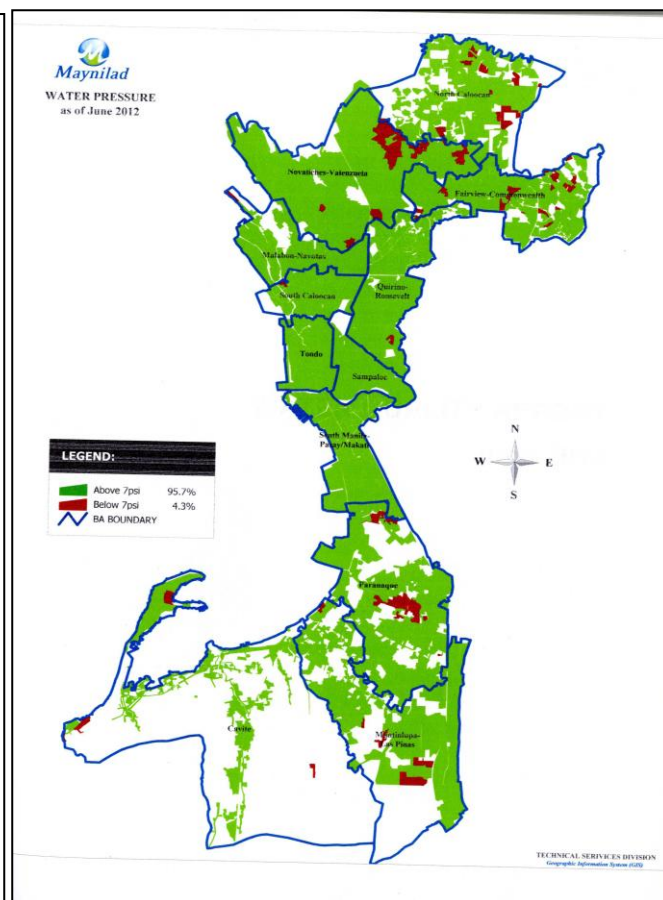 Maynilad
WATER PRESSURE
as of June 2012
North Caloocan
Novaliches-Valenzuela
Fairview-Commonwealth
Malabon-Navotas
Quirino-
Roosevelt
North Caloocan
Tondo
Sampaloc
South Manila-
Pasay/Makati
N
W
E
S
LEGEND:
Above 7psi 95.7%
Below 7psi 4.3%
BA BOUNDARY
Paranaque
Cavite
Muntinlupa-
Las Pinas
TECHNICAL SERIVICES DIVISION
Geographic Information System (GIS)